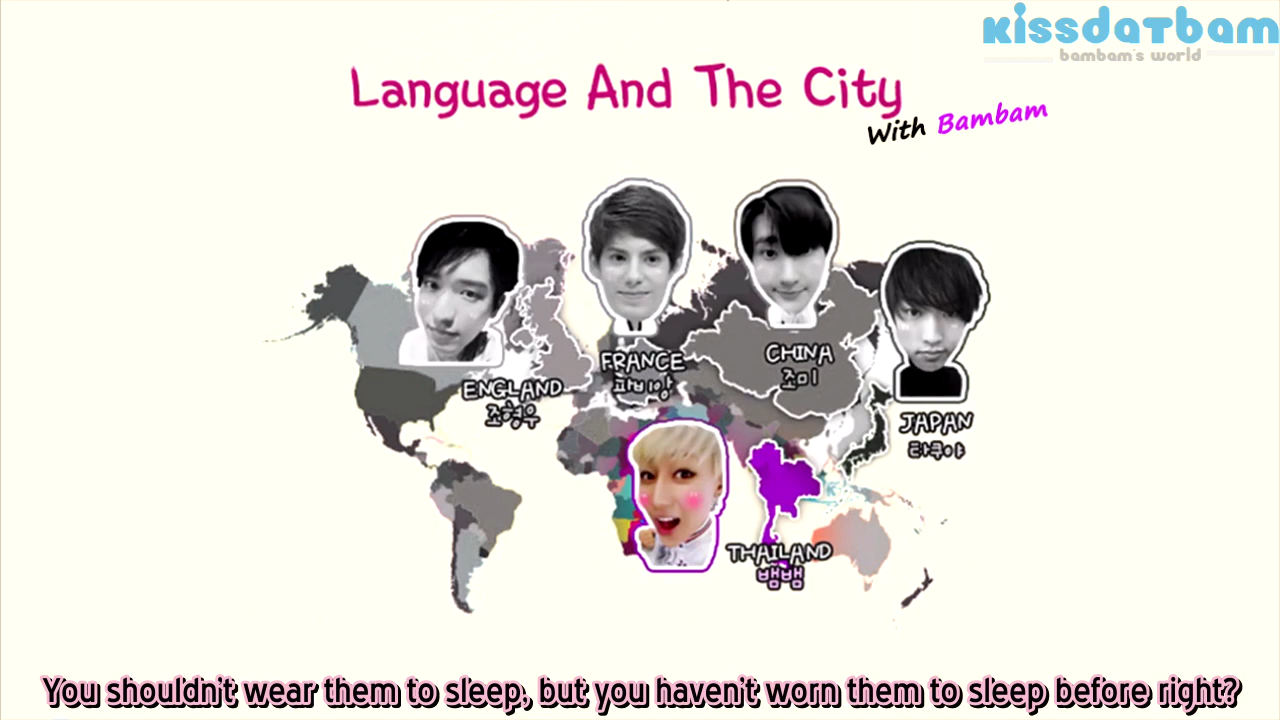 KissDatBam
bambam's world
Language And The City
With Bambam
FRANCE
파비앙
CHINA
조미
ENGLAND
조형우
JAPAN
타쿠야
THAILAND
뱀뱀
You shouldn't wear them to sleep, but you haven't worn them to sleep before right?